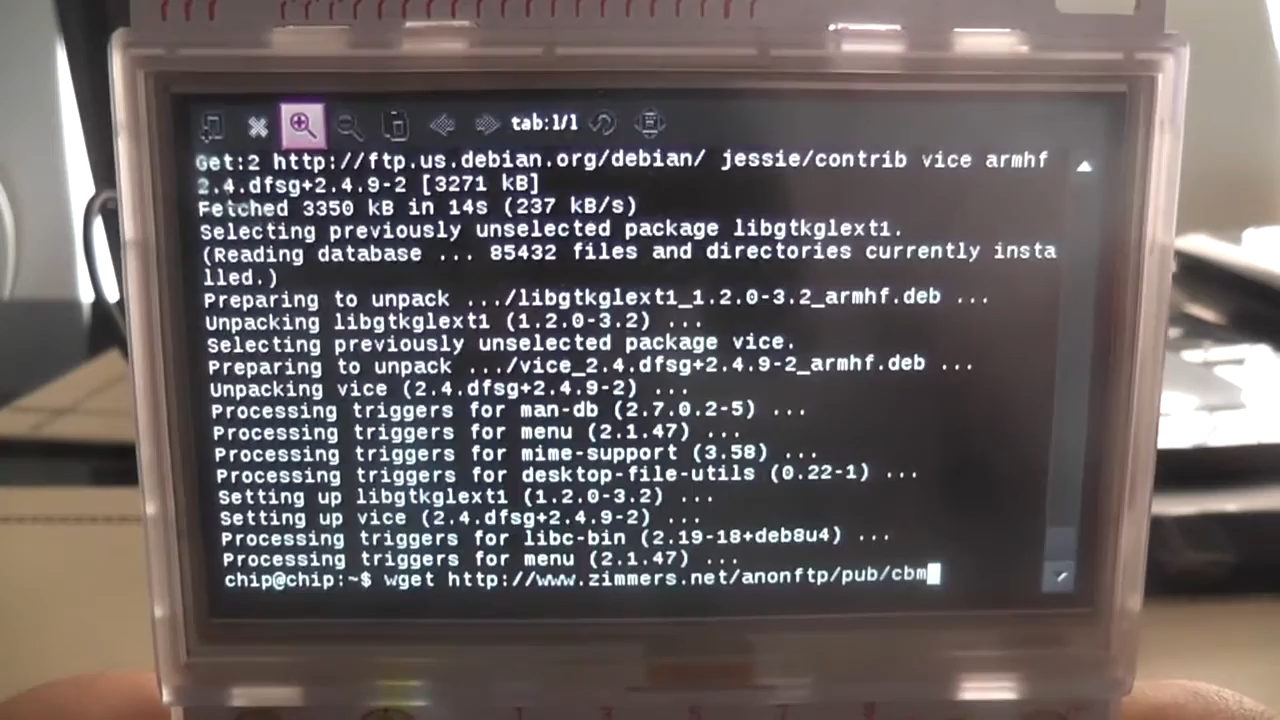 tab:1/1
Get:2 http://ftp.us.debian.org/debian/ jessie/contrib vice armhf
2.4.dfsg+2.4.9-2 [3271 kB]
Fetched 3350 kB in 14s (237 kB/s)
Selecting previously unselected package libgtkglext1.
(Reading database ... 85432 files and directories currently insta
lled.)
Preparing to unpack .../libgtkglext1_1.2.0-3.2_armhf.deb ...
Unpacking libgtkglext1 (1.2.0-3.2) ...
Selecting previously unselected package vice.
Preparing to unpack .../vice_2.4.dfsg+2.4.9-2_armhf.deb ...
Unpacking vice (2.4.dfsg+2.4.9-2) ...
Processing triggers for man-db (2.7.0.2-5) ...
Processing triggers for menu (2.1.47) ...
Processing triggers for mime-support (3.58) ...
Processing triggers for desktop-file-utils (0.22-1) ...
Setting up libgtkglext1 (1.2.0-3.2) ...
Setting up vice (2.4.dfsg+2.4.9-2) ...
Processing triggers for libc-bin (2.19-18+deb8u4) ...
Processing triggers for menu (2.1.47) ...
chip@chip:~$ wget http://www.zimmers.net/anonftp/pub/cbm